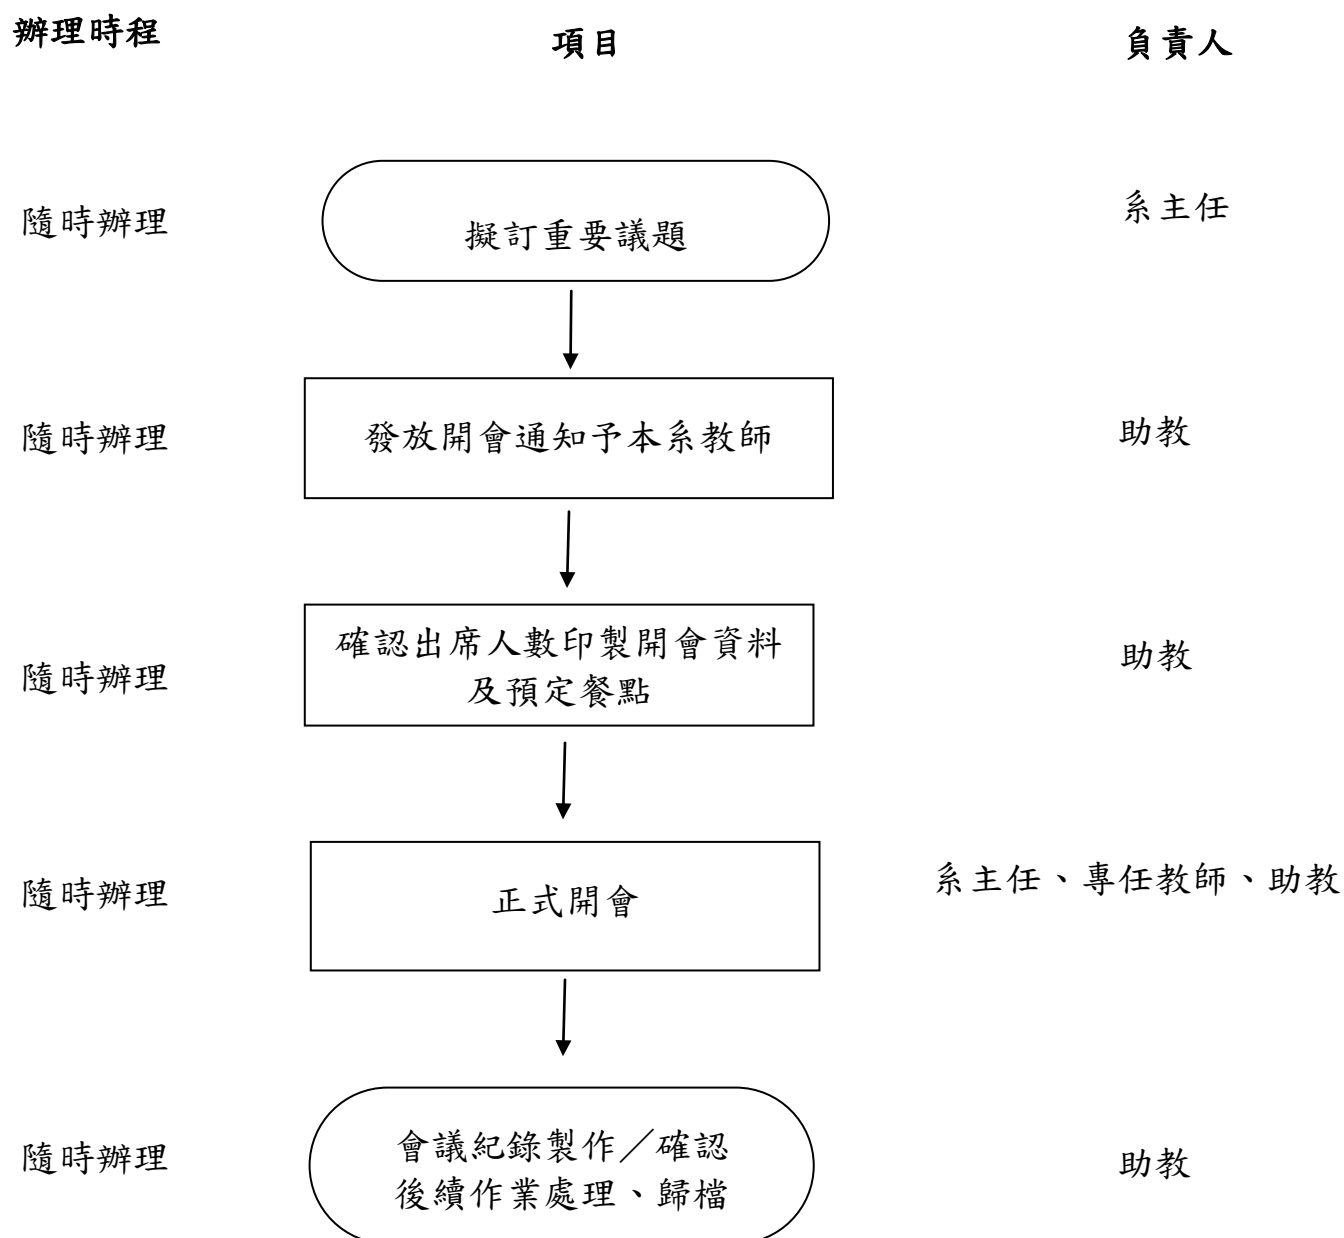 辦理時程 項目 負責人
隨時辦理 擬訂重要議題 系主任
隨時辦理 發放開會通知予本系教師 助教
確認出席人數印製開會資料
隨時辦理 及預定餐點 助教
隨時辦理 正式開會 系主任、專任教師、助教
會議紀錄製作／確認
隨時辦理 後續作業處理、歸檔 助教